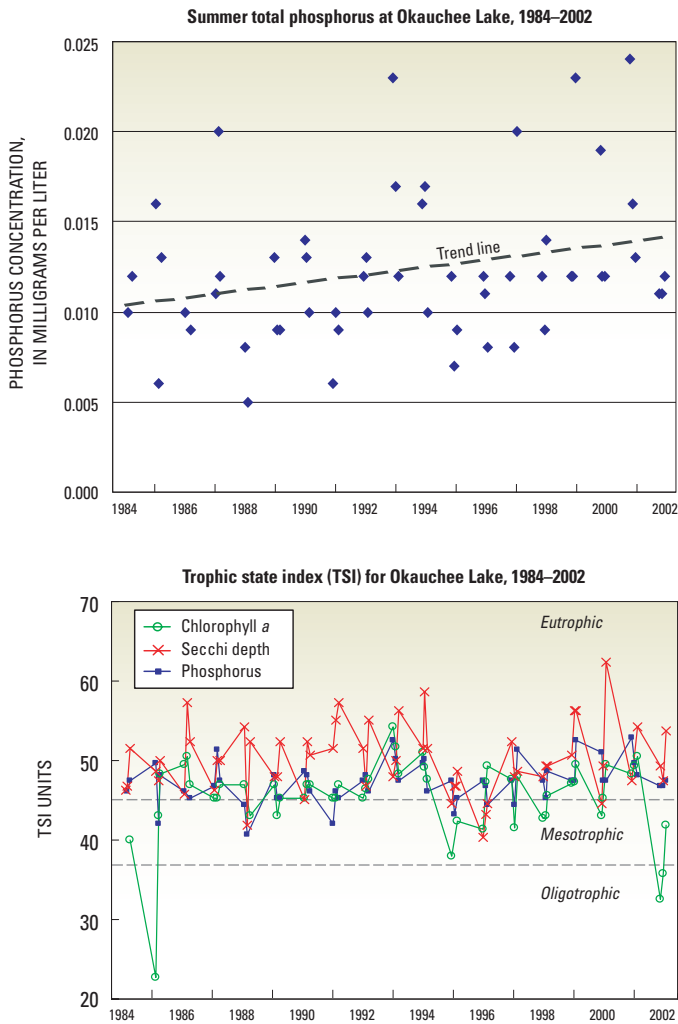 Summer total phosphorus at Okauchee Lake, 1984–2002
PHOSPHORUS CONCENTRATION,
IN MILLIGRAMS PER LITER
0.025
0.020
0.015
0.010
0.005
0.000
Trend line
1984 1986 1988 1990 1992 1994 1996 1998 2000 2002
Trophic state index (TSI) for Okauchee Lake, 1984–2002
TSI UNITS
70
60
50
40
30
20
Chlorophyll a
Secchi depth
Phosphorus
Eutrophic
Mesotrophic
Oligotrophic
1984 1986 1988 1990 1992 1994 1996 1998 2000 2002